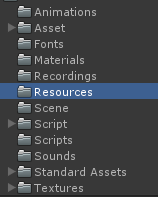 Animations
Asset
Fonts
Materials
Recordings
Resources
Scene
Script
Scripts
Sounds
Standard Assets
Textures